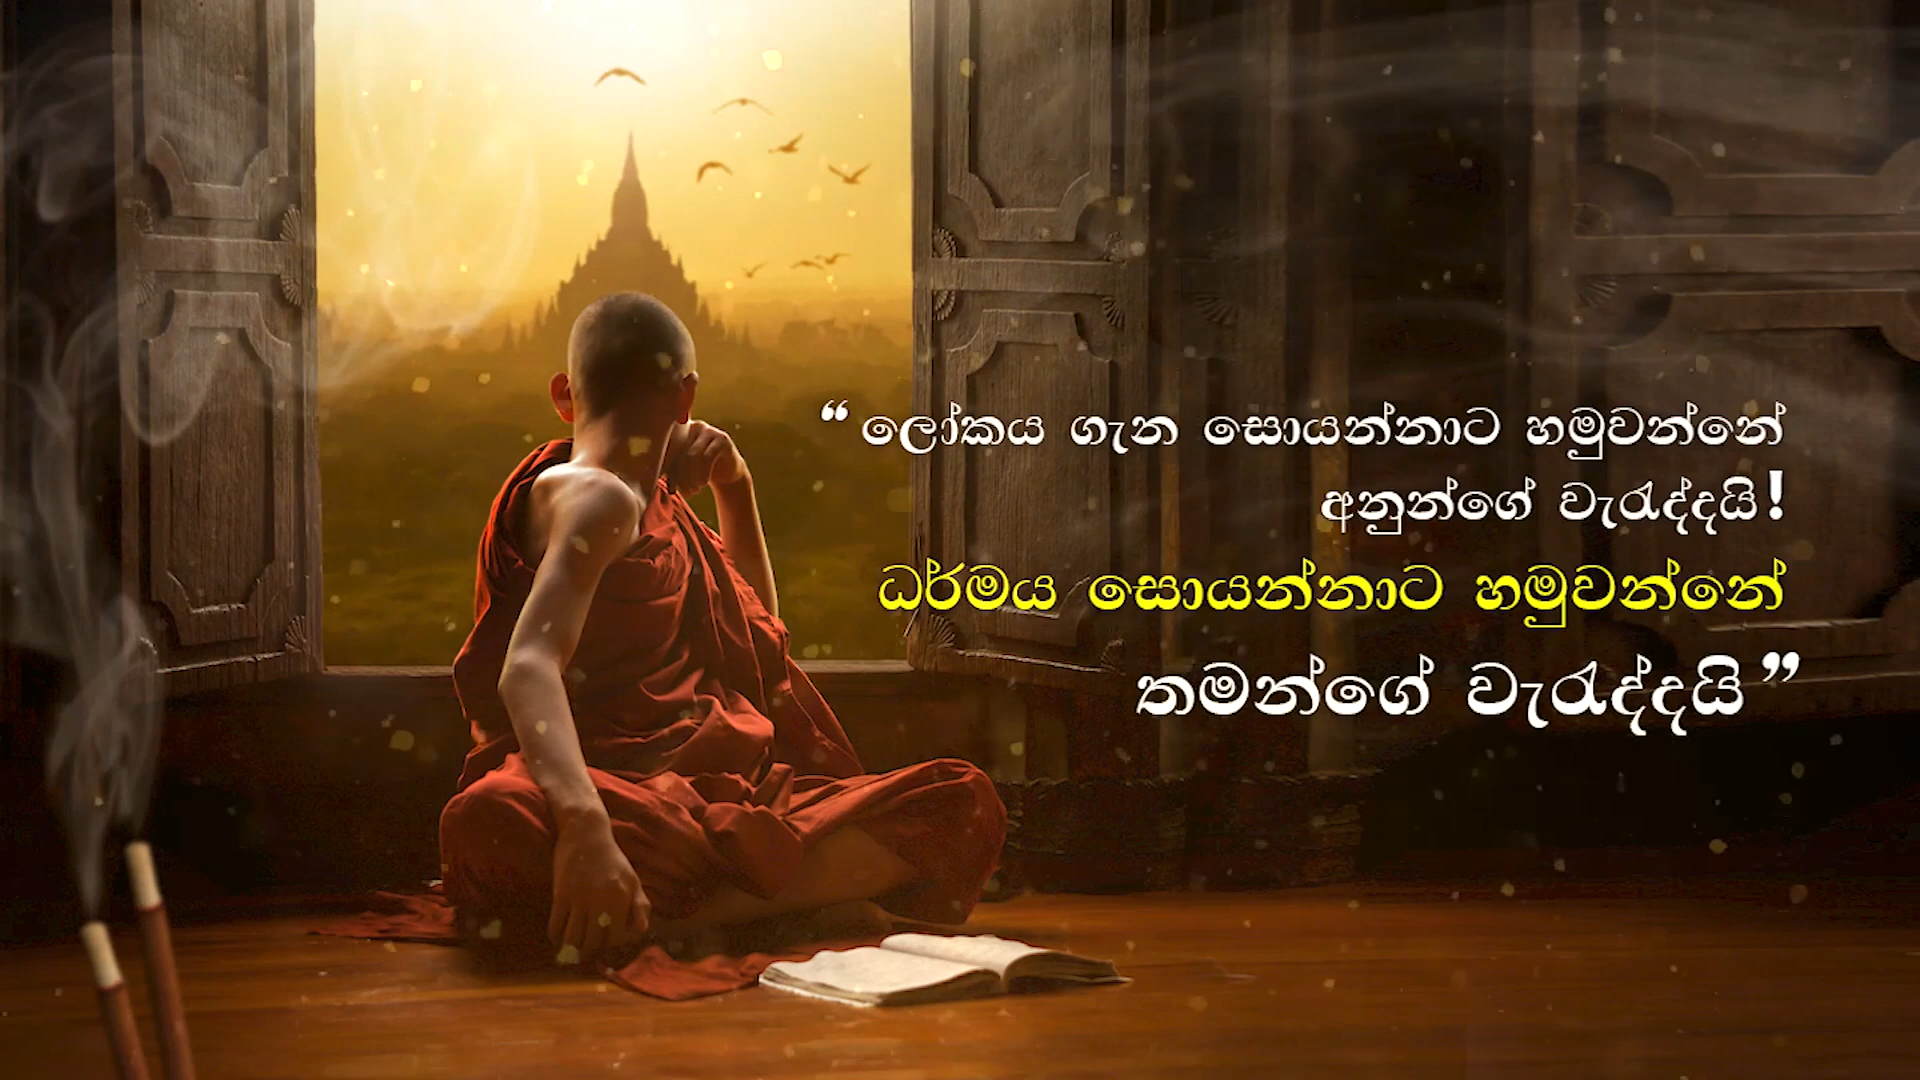 “ ලෝකය ගැන සොයන්නාට හමුවන්නේ
අනුන්ගේ වැරැද්දයි!
ධර්මය සොයන්නාට හමුවන්නේ
තමන්ගේ වැරැද්දයි ”